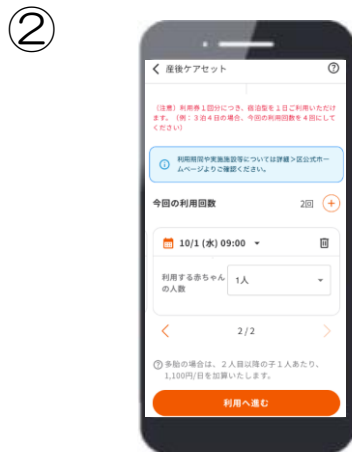 ②
産後ケアセット
(注意)利用券1回分につき、宿泊型を1日ご利用いただけ
ます。(例:3泊4日の場合、今回の利用回数を4回にして
ください)
利用期間や実施施設等については詳細>区公式ホー
ムページよりご確認ください。
今回の利用回数 2回
10/1 (水) 09:00
利用する赤ちゃん
の人数
1人
2/2
多胎の場合は、2人目以降の子1人あたり、
1,100円/日を加算いたします。
利用へ進む